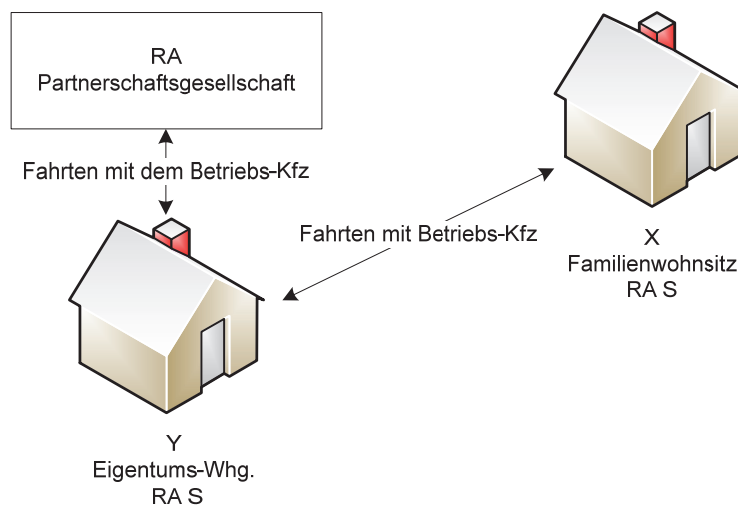 RA
Partnerschaftsgesellschaft
Fahrten mit dem Betriebs-Kfz
Fahrten mit Betriebs-Kfz
X
Familienwohnsitz
RA S
Y
Eigentums-Whg.
RA S